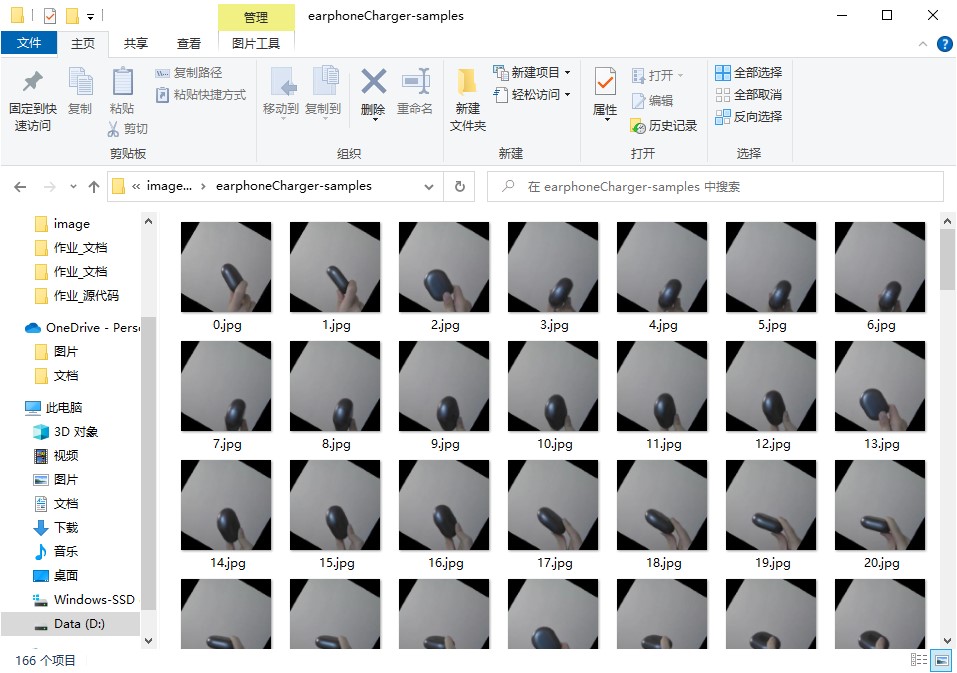 管理
earphoneCharger-samples
文件
主页
共享
查看
图片工具
固定到快
速访问
复制
粘贴
复制路径
粘贴快捷方式
剪切
剪贴板
移动到
复制到
删除
重命名
组织
新建
文件夹
新建项目
轻松访问
新建
属性
打开
编辑
历史记录
打开
全部选择
全部取消
反向选择
选择
« image... › earphoneCharger-samples
在 earphoneCharger-samples 中搜索
image
作业_文档
作业_文档
作业_源代码
OneDrive - Perso
图片
文档
此电脑
3D 对象
视频
图片
文档
下载
音乐
桌面
Windows-SSD
Data (D:)
0.jpg 1.jpg 2.jpg 3.jpg 4.jpg 5.jpg 6.jpg
7.jpg 8.jpg 9.jpg 10.jpg 11.jpg 12.jpg 13.jpg
14.jpg 15.jpg 16.jpg 17.jpg 18.jpg 19.jpg 20.jpg
166 个项目